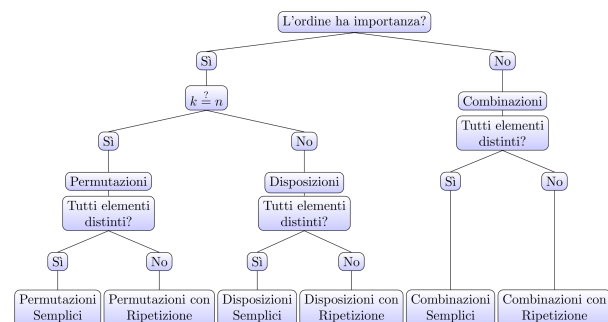 L'ordine ha importanza?
Sì
No
k ?= n
Combinazioni
Tutti elementi
distinti?
Sì
No
Permutazioni
Disposizioni
Sì
No
Tutti elementi
distinti?
Tutti elementi
distinti?
Sì
No
Sì
No
Permutazioni
Semplici
Permutazioni con
Ripetizione
Disposizioni
Semplici
Disposizioni con
Ripetizione
Combinazioni
Semplici
Combinazioni con
Ripetizione